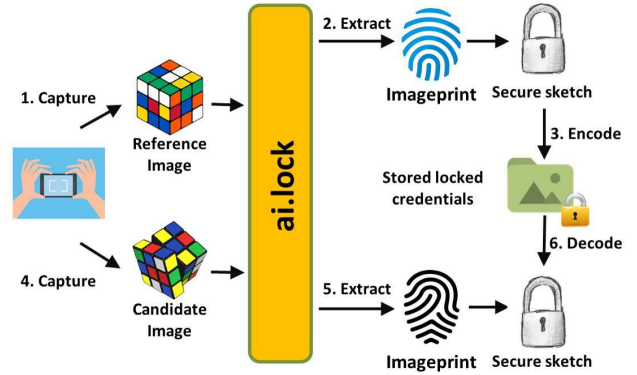 1. Capture
Reference
Image
ai.lock
2. Extract
Imageprint
Secure sketch
3. Encode
Stored locked
credentials
4. Capture
Candidate
Image
5. Extract
Imageprint
6. Decode
Secure sketch